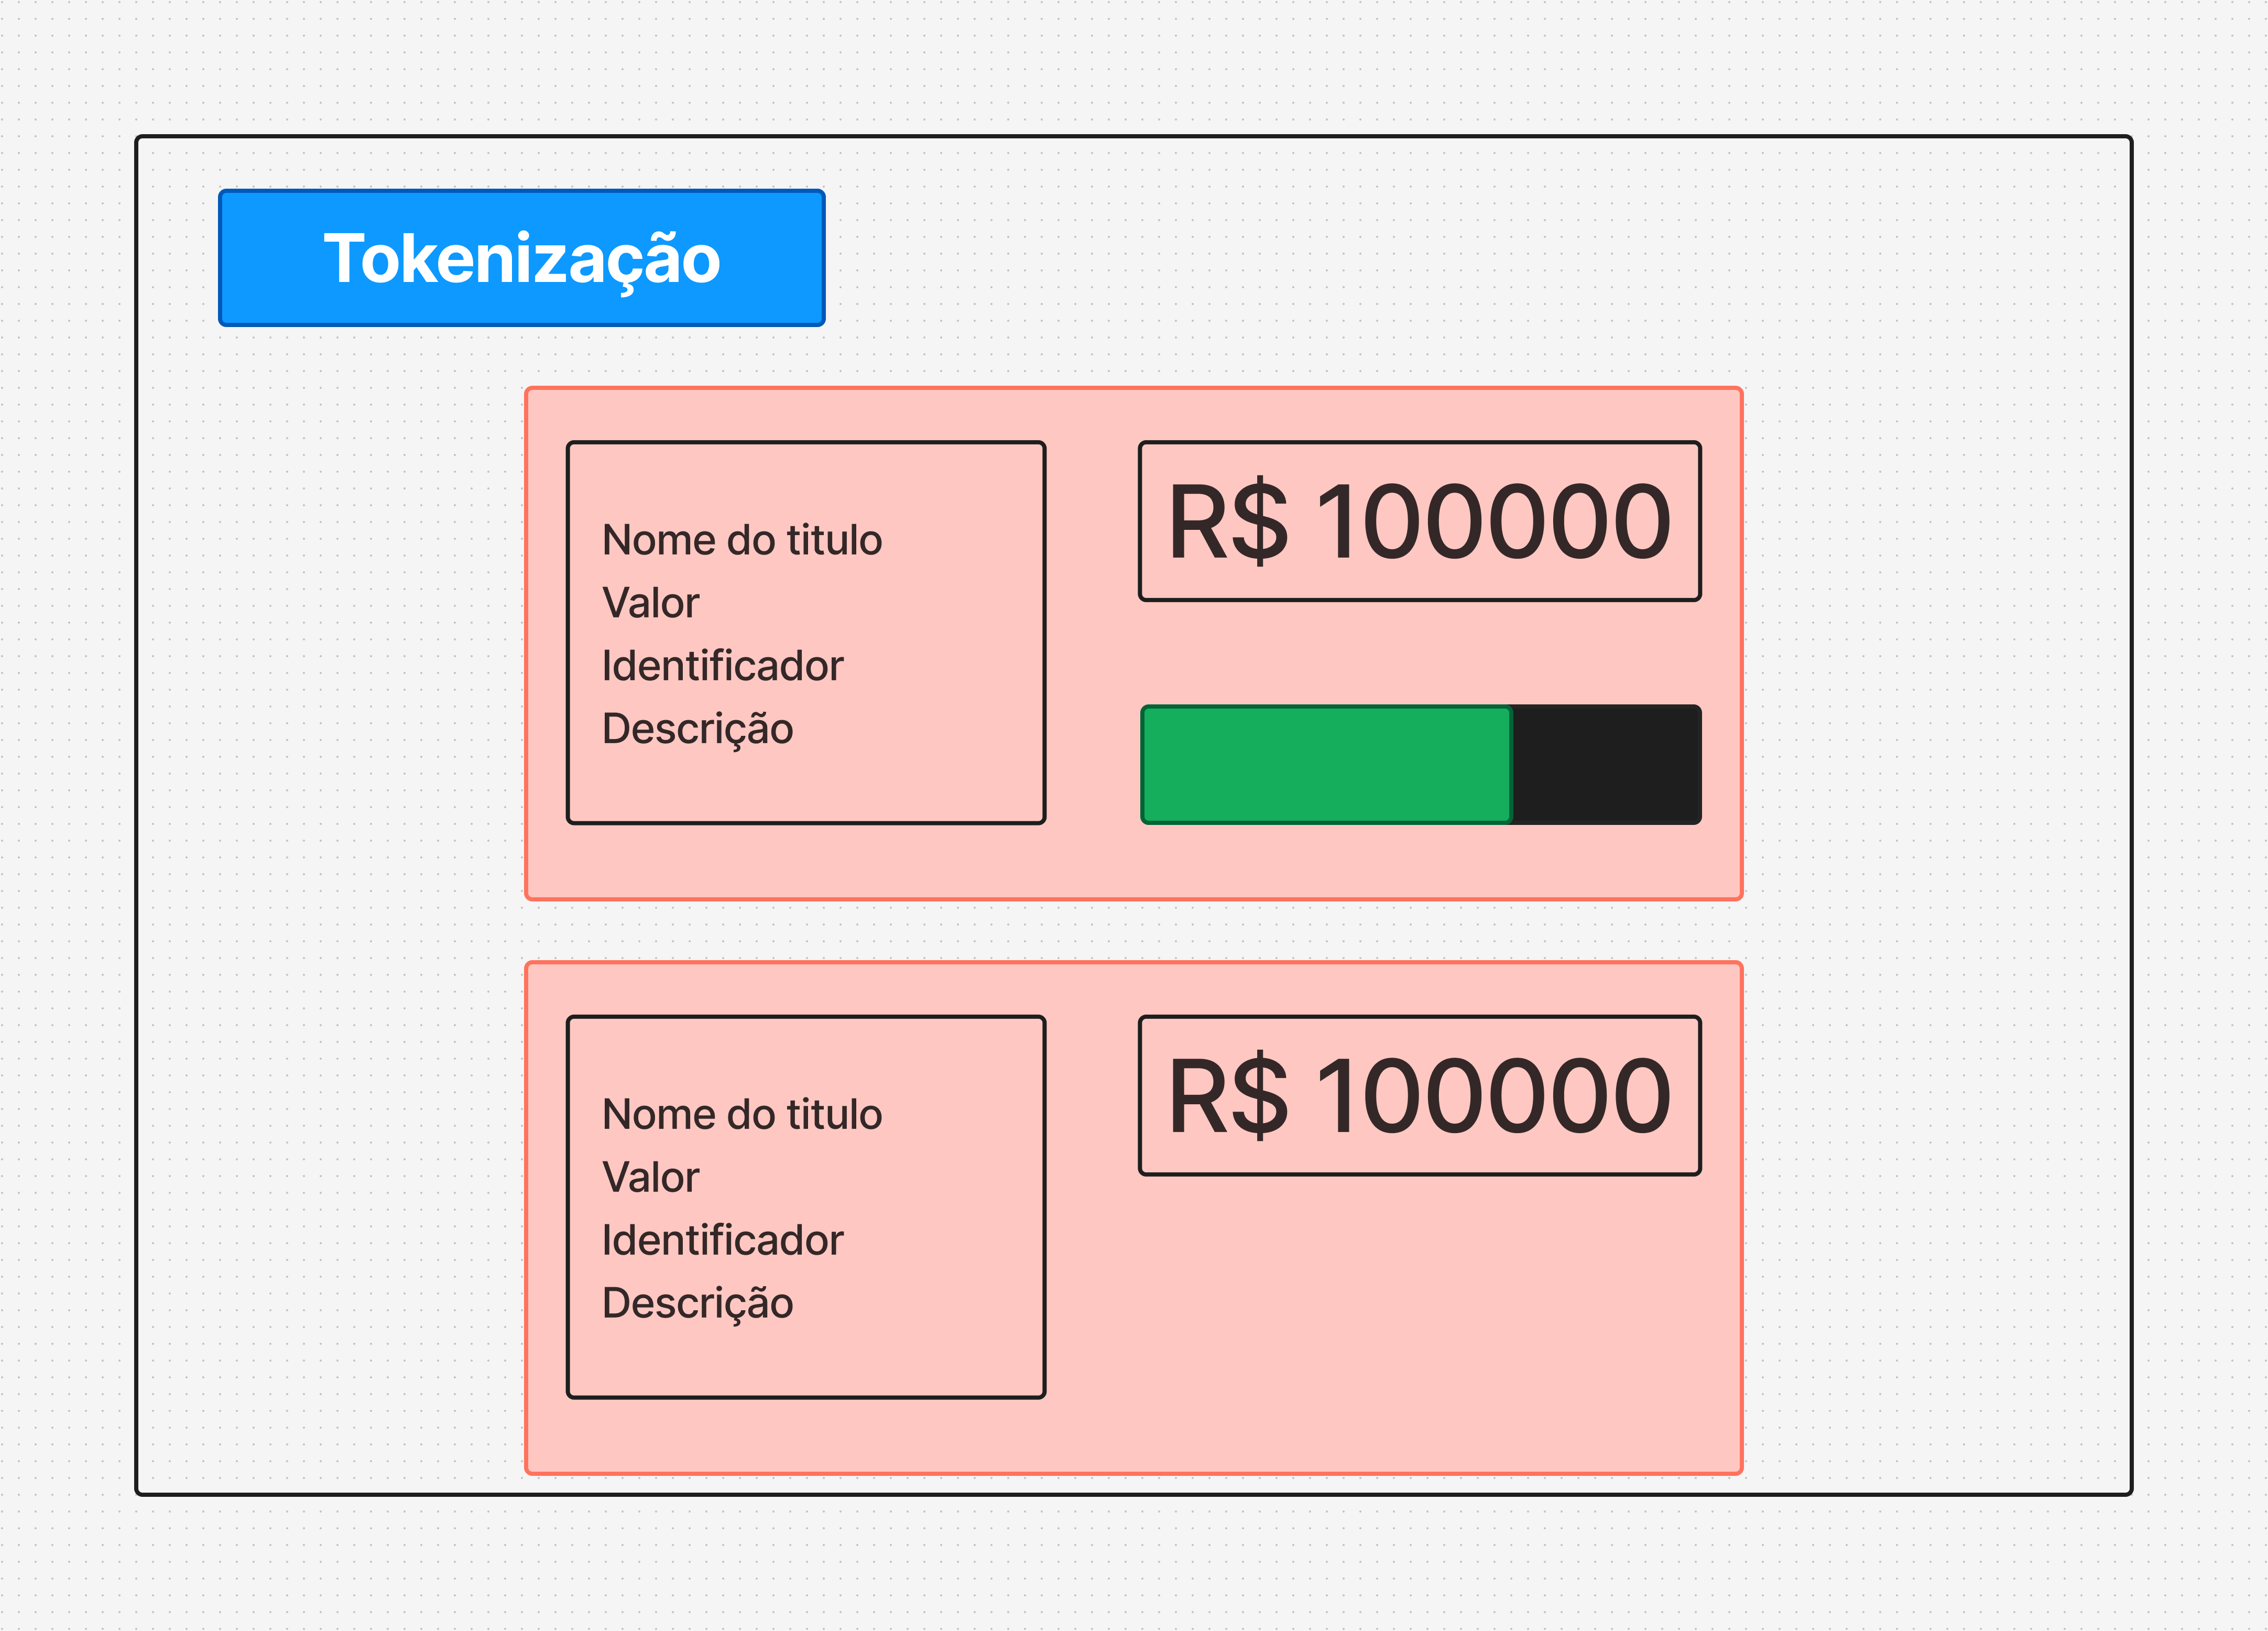 Tokenização
Nome do titulo
Valor
Identificador
Descrição
R$ 100000
Nome do titulo
Valor
Identificador
Descrição
R$ 100000